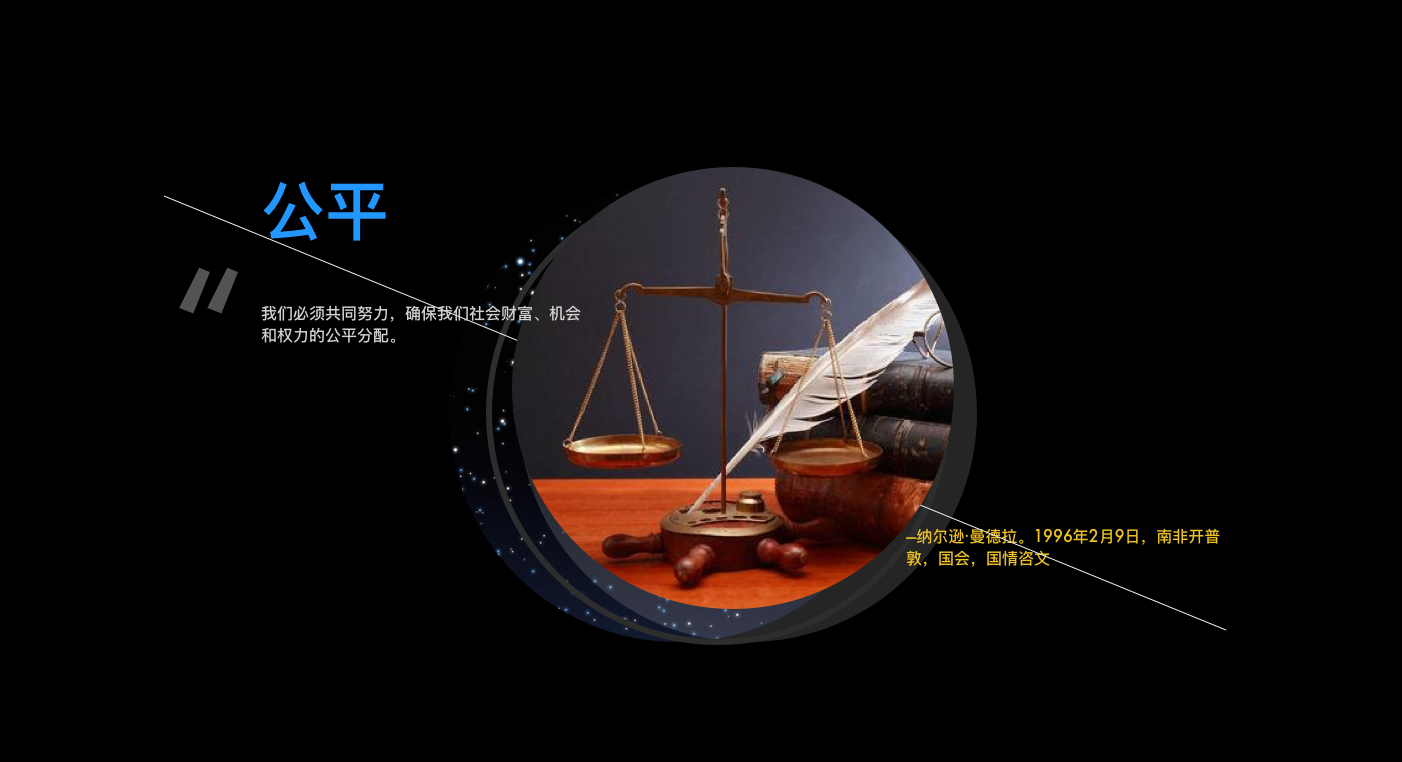 公平
我们必须共同努力，确保我们社会财富、机会
和权力的公平分配。
–纳尔逊·曼德拉。1996年2月9日，南非开普
敦，国会，国情咨文